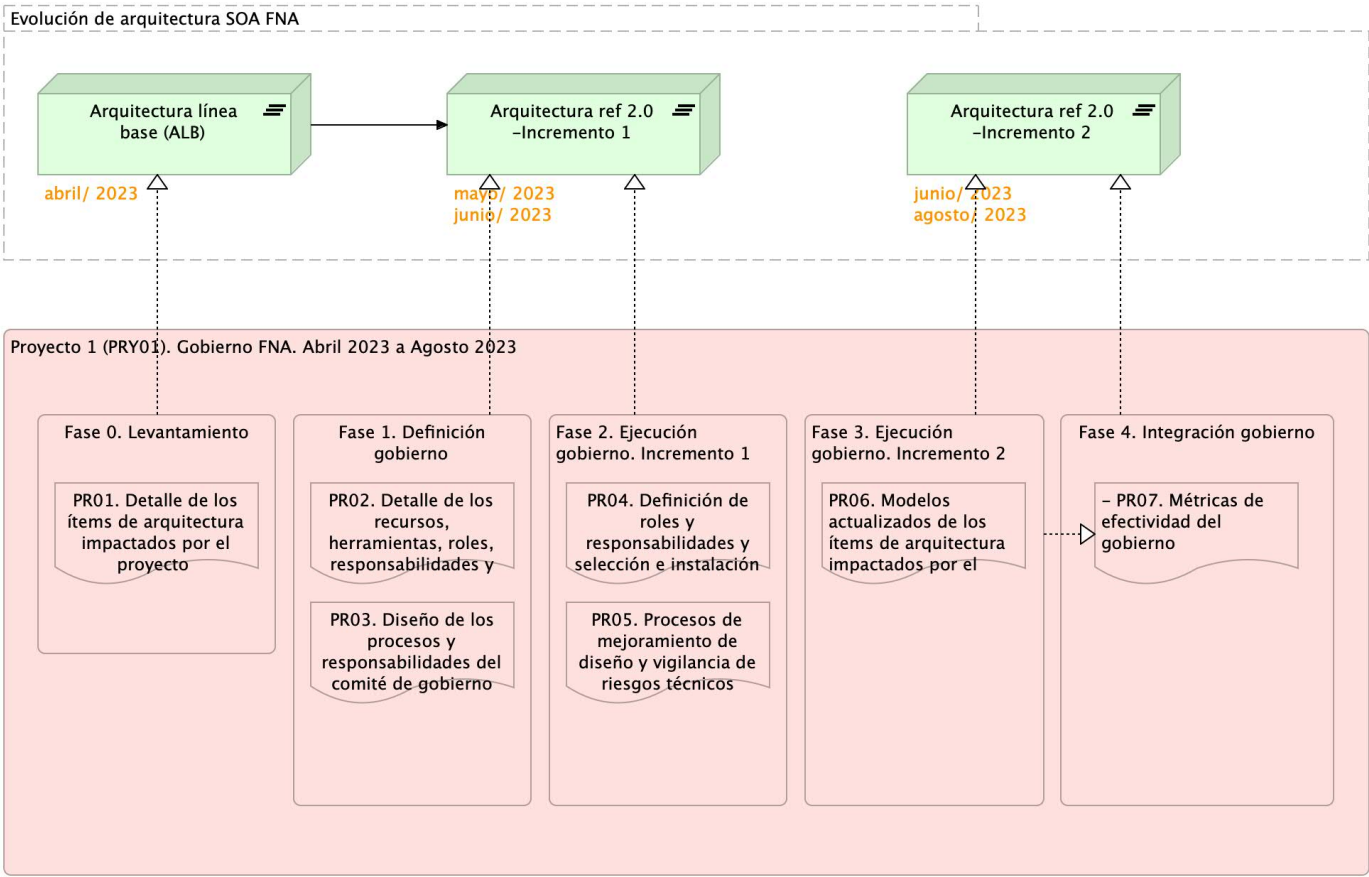 Evolución de arquitectura SOA FNA
Arquitectura línea
base (ALB)
abril/ 2023
Arquitectura ref 2.0
-Incremento 1
mayo/ 2023
junio/ 2023
Arquitectura ref 2.0
-Incremento 2
junio/ 2023
agosto/ 2023
Proyecto 1 (PRY01). Gobierno FNA. Abril 2023 a Agosto 2023
Fase 0. Levantamiento
PR01. Detalle de los
ítems de arquitectura
impactados por el
proyecto
Fase 1. Definición
gobierno
PR02. Detalle de los
recursos,
herramientas, roles,
responsabilidades y
PR03. Diseño de los
procesos y
responsabilidades del
comité de gobierno
Fase 2. Ejecución
gobierno. Incremento 1
PR04. Definición de
roles y
responsabilidades y
selección e instalación
PR05. Procesos de
mejoramiento de
diseño y vigilancia de
riesgos técnicos
Fase 3. Ejecución
gobierno. Incremento 2
PR06. Modelos
actualizados de los
ítems de arquitectura
impactados por el
Fase 4. Integración gobierno
- PR07. Métricas de
efectividad del
gobierno